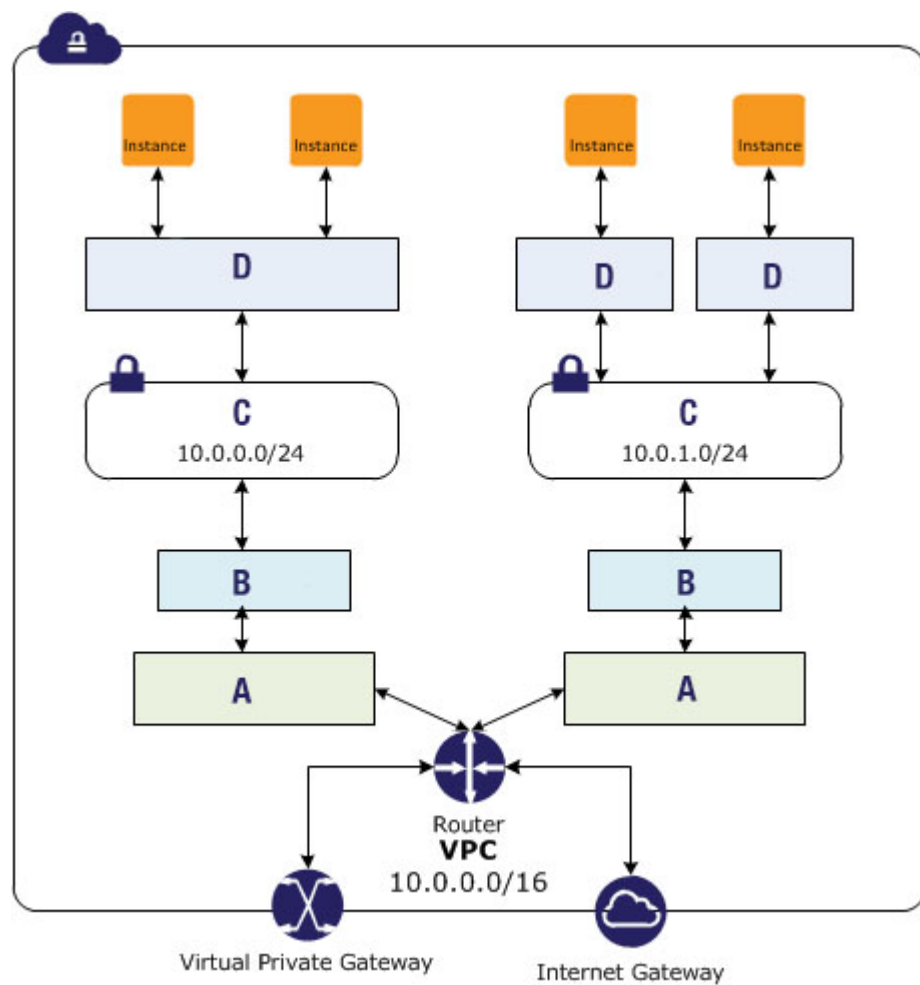 Instance
Instance
Instance
Instance
D
D
D
C
10.0.0.0/24
C
10.0.1.0/24
B
B
A
A
Router
VPC
10.0.0.0/16
Virtual Private Gateway
Internet Gateway